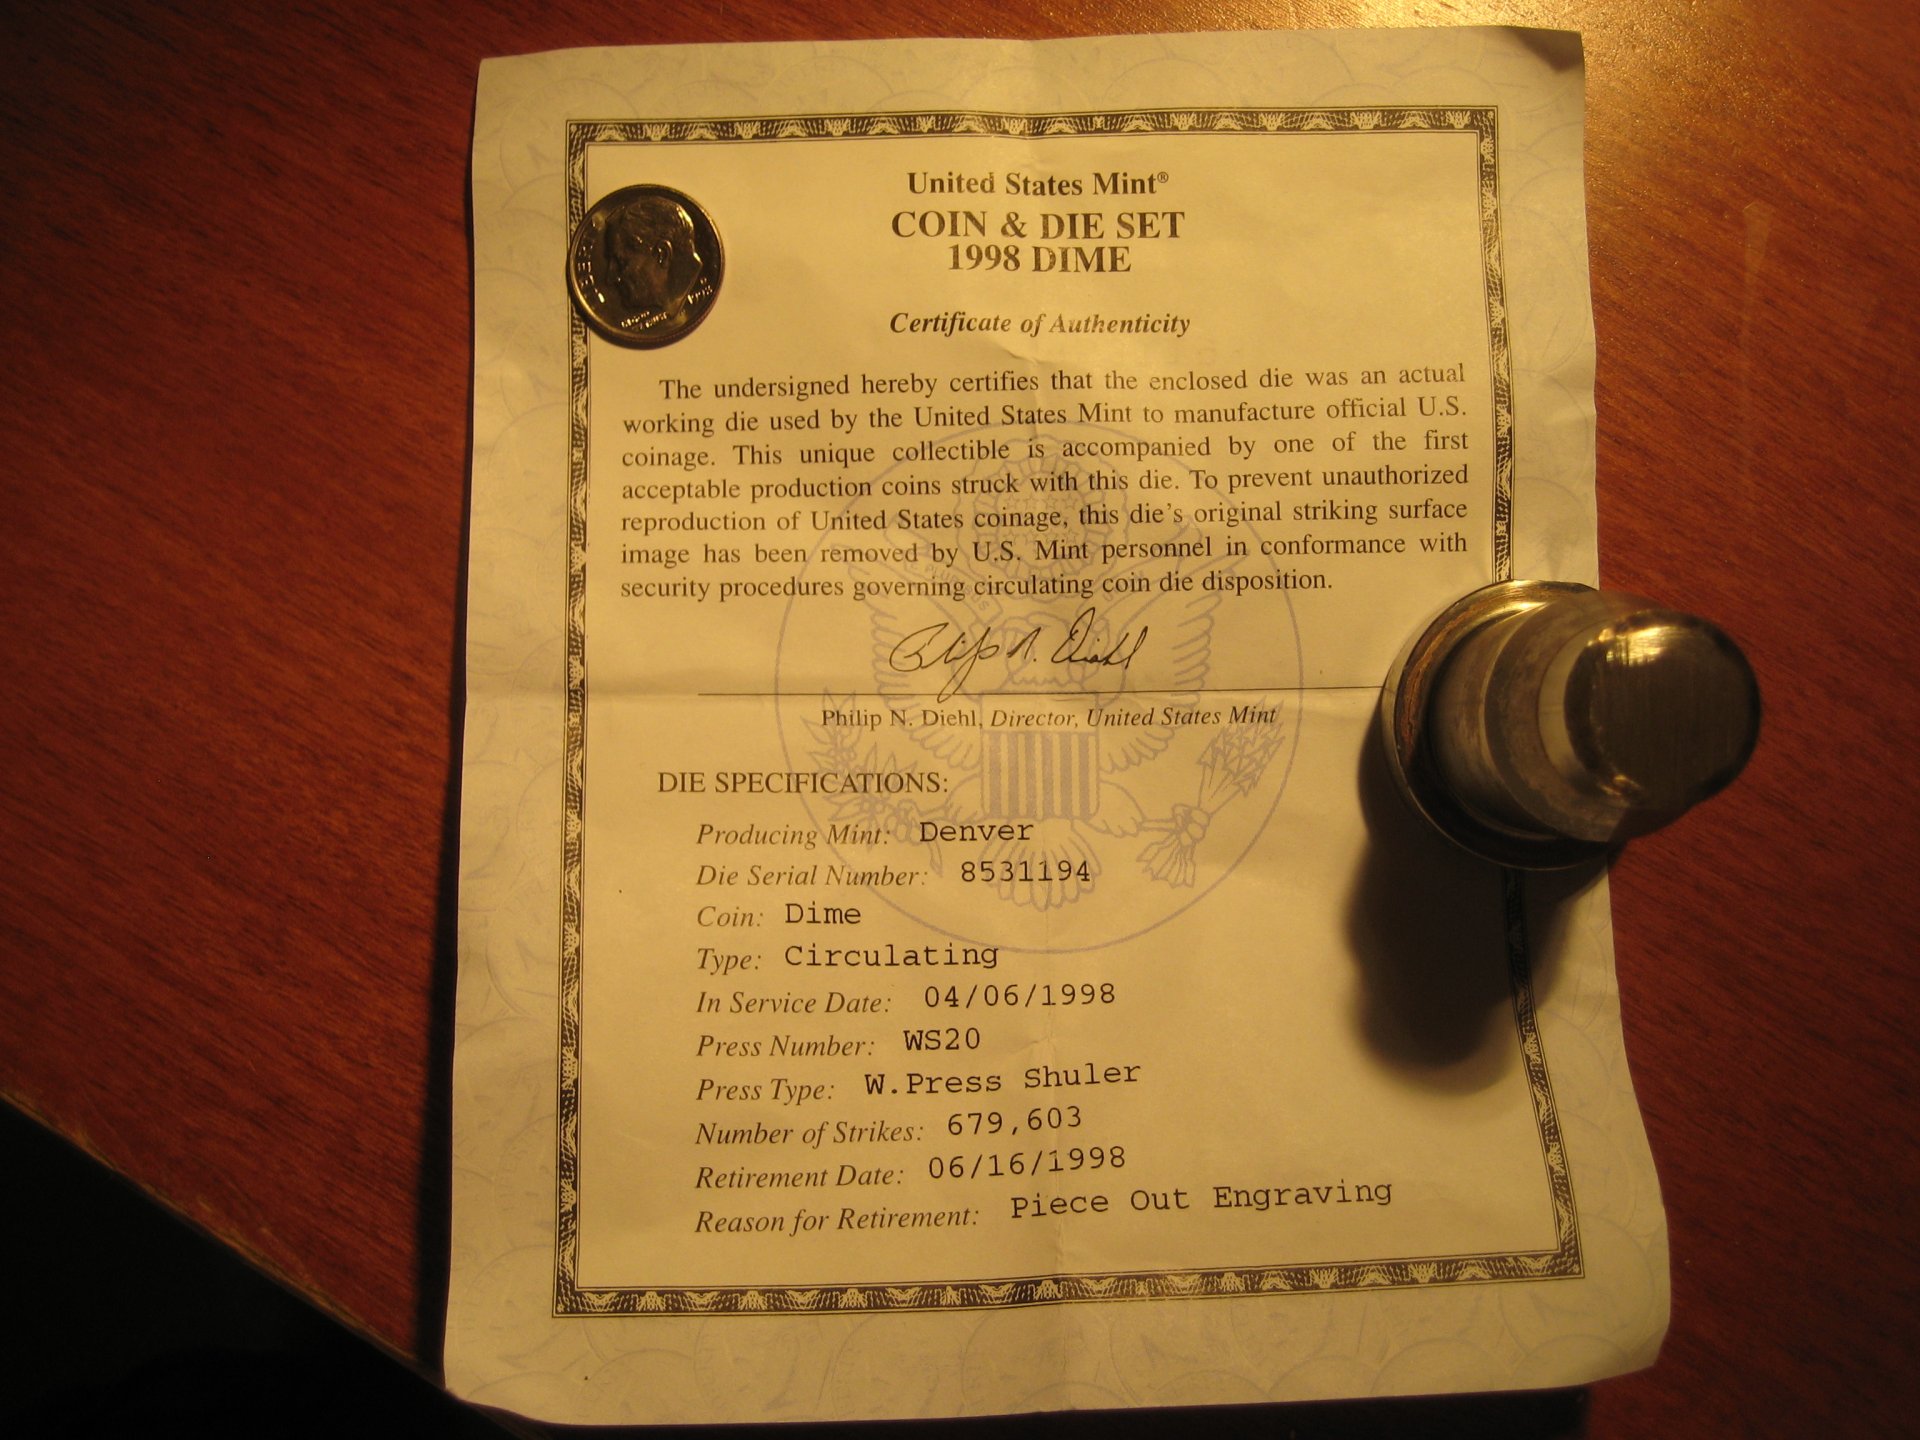 United States Mint®
COIN & DIE SET
1998 DIME
Certificate of Authenticity
The undersigned hereby certifies that the enclosed die was an actual
working die used by the United States Mint to manufacture official U.S.
coinage. This unique collectible is accompanied by one of the first
acceptable production coins struck with this die. To prevent unauthorized
reproduction of United States coinage, this die's original striking surface
image has been removed by U.S. Mint personnel in conformance with
security procedures governing circulating coin die disposition.
Philip N. Diehl
Philip N. Diehl, Director, United States Mint
DIE SPECIFICATIONS:
Producing Mint: Denver
Die Serial Number: 8531194
Coin: Dime
Type: Circulating
In Service Date: 04/06/1998
Press Number: WS20
Press Type: W.Press Shuler
Number of Strikes: 679,603
Retirement Date: 06/16/1998
Reason for Retirement: Piece Out Engraving